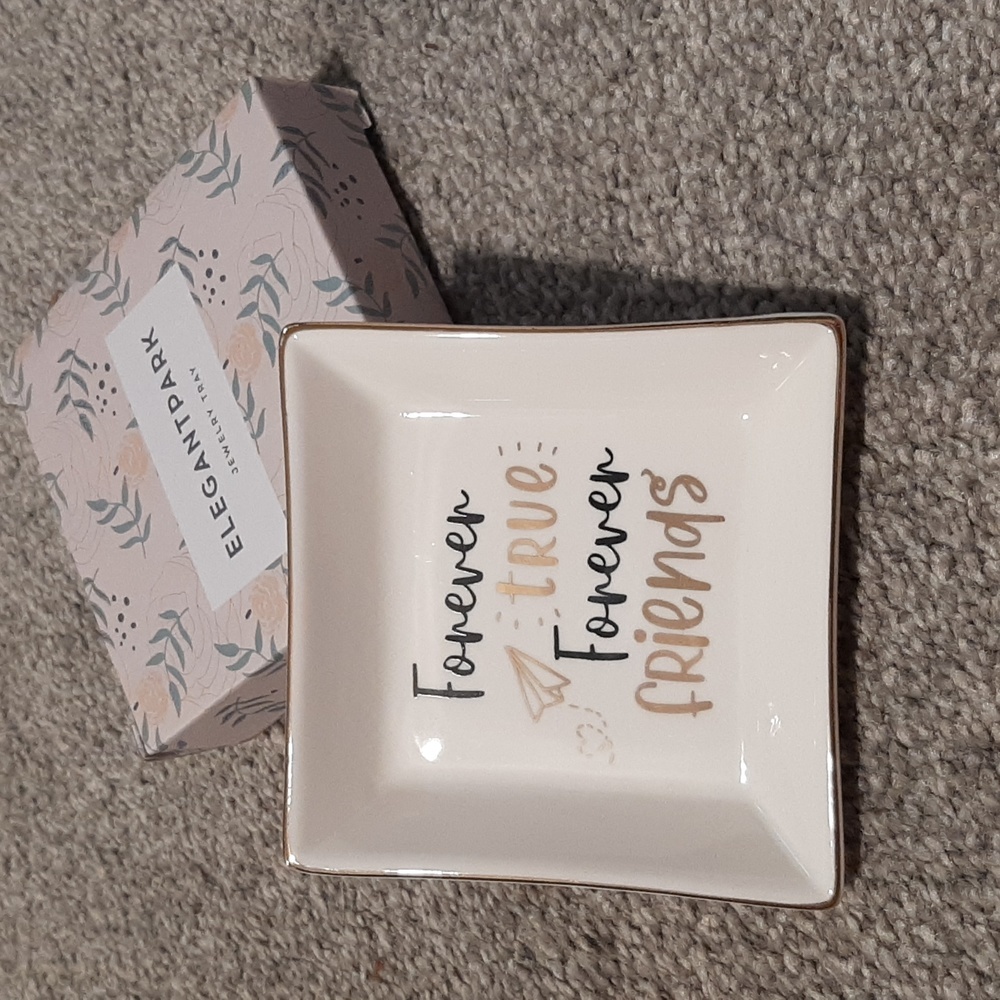 ELEGANTPARK
JEWELRY TRAY
Forever
true
Forever
friends